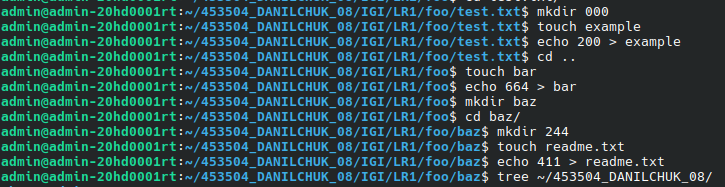 admin@admin-20hd0001rt:~/453504_DANILCHUK_08/IGI/LR1/foo/test.txt$ mkdir 000
admin@admin-20hd0001rt:~/453504_DANILCHUK_08/IGI/LR1/foo/test.txt$ touch example
admin@admin-20hd0001rt:~/453504_DANILCHUK_08/IGI/LR1/foo/test.txt$ echo 200 > example
admin@admin-20hd0001rt:~/453504_DANILCHUK_08/IGI/LR1/foo/test.txt$ cd ..
admin@admin-20hd0001rt:~/453504_DANILCHUK_08/IGI/LR1/foo$ touch bar
admin@admin-20hd0001rt:~/453504_DANILCHUK_08/IGI/LR1/foo$ echo 664 > bar
admin@admin-20hd0001rt:~/453504_DANILCHUK_08/IGI/LR1/foo$ mkdir baz
admin@admin-20hd0001rt:~/453504_DANILCHUK_08/IGI/LR1/foo$ cd baz/
admin@admin-20hd0001rt:~/453504_DANILCHUK_08/IGI/LR1/foo/baz$ mkdir 244
admin@admin-20hd0001rt:~/453504_DANILCHUK_08/IGI/LR1/foo/baz$ touch readme.txt
admin@admin-20hd0001rt:~/453504_DANILCHUK_08/IGI/LR1/foo/baz$ echo 411 > readme.txt
admin@admin-20hd0001rt:~/453504_DANILCHUK_08/IGI/LR1/foo/baz$ tree ~/453504_DANILCHUK_08/